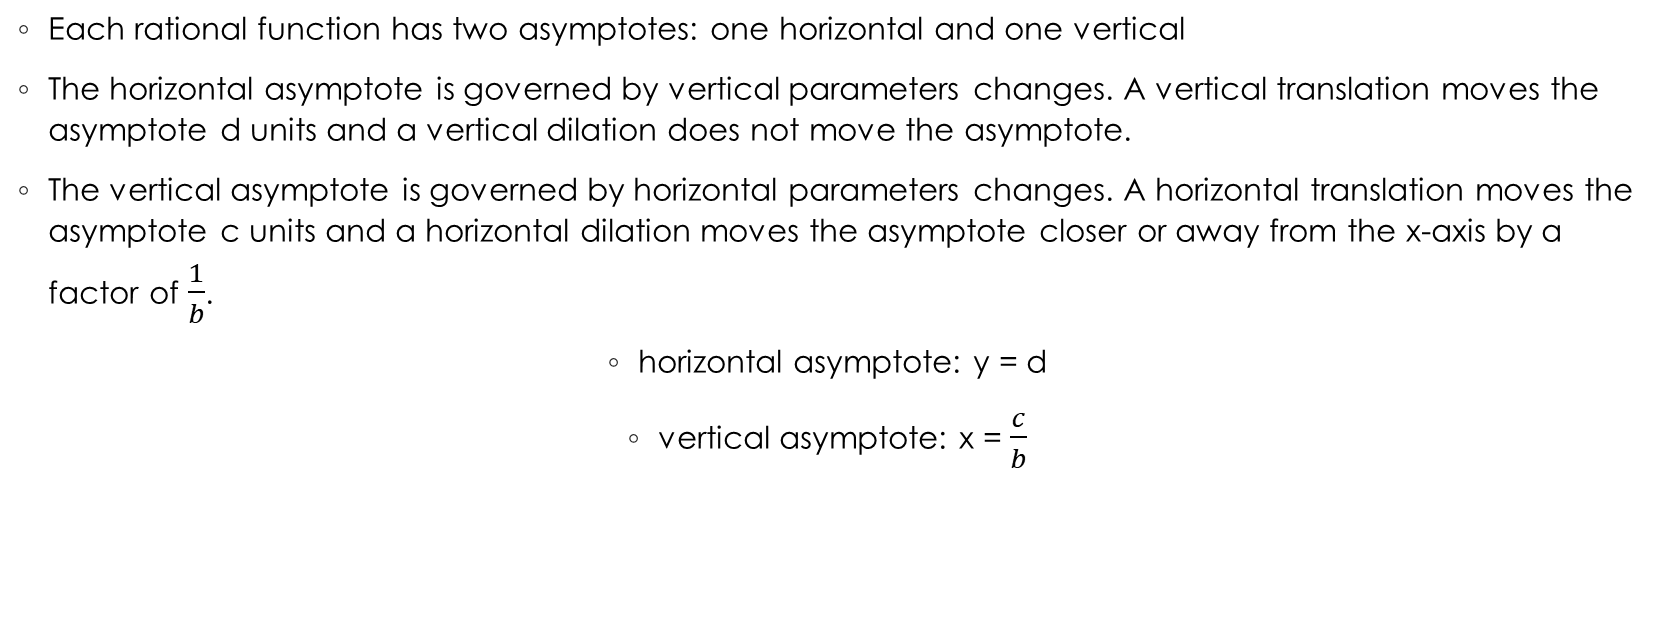 ◦ Each rational function has two asymptotes: one horizontal and one vertical
◦ The horizontal asymptote is governed by vertical parameters changes. A vertical translation moves the
asymptote d units and a vertical dilation does not move the asymptote.
◦ The vertical asymptote is governed by horizontal parameters changes. A horizontal translation moves the
asymptote c units and a horizontal dilation moves the asymptote closer or away from the x-axis by a
factor of 1/b.
◦ horizontal asymptote: y = d
◦ vertical asymptote: x = c/b